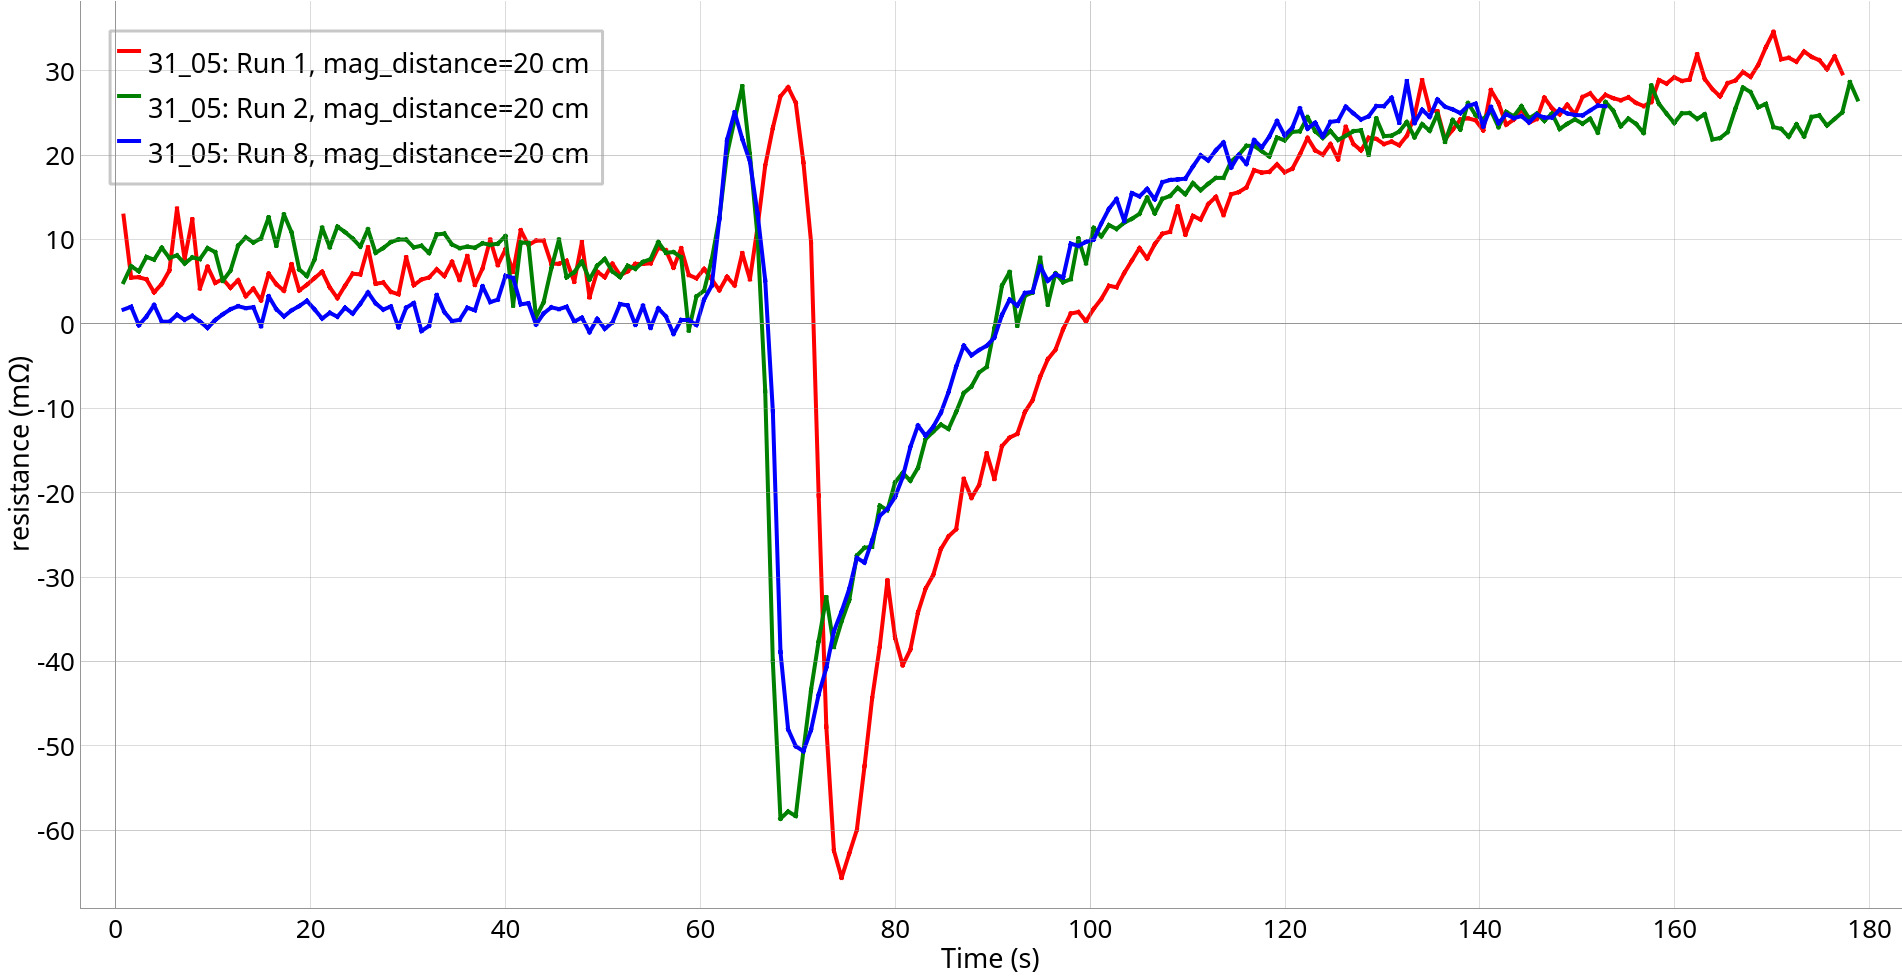 31_05: Run 1, mag_distance=20 cm
31_05: Run 2, mag_distance=20 cm
31_05: Run 8, mag_distance=20 cm
30
20
10
0
-10
-20
-30
-40
-50
-60
resistance (mΩ)
0 20 40 60 80 100 120 140 160 180
Time (s)